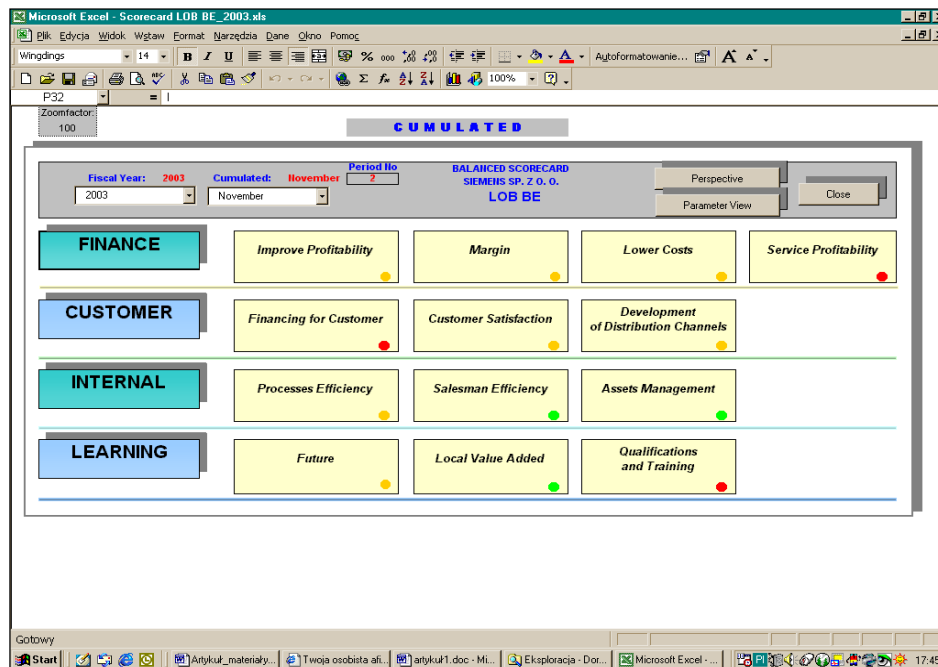 Microsoft Excel - Scorecard LOB BE_2003.xls
Plik Edycja Widok Wstaw Format Narzędzia Dane Okno Pomoc
Wingdings 14 B I U % 000 Autoformatowanie... A A
Σ 100%
P32 = l
Zoomfactor:
100
CUMULATED
Fiscal Year: 2003 Cumulated: November
Period No
2
2003 November
BALANCED SCORECARD
SIEMENS SP. Z O. O.
LOB BE
Perspective
Parameter View
Close
FINANCE
Improve Profitability
Margin
Lower Costs
Service Profitability
CUSTOMER
Financing for Customer
Customer Satisfaction
Development
of Distribution Channels
INTERNAL
Processes Efficiency
Salesman Efficiency
Assets Management
LEARNING
Future
Local Value Added
Qualifications
and Training
Gotowy
Start Artykuł_materiały... Twoja osobista afi... artykuł1.doc - Mi... Eksploracja - Dor... Microsoft Excel - ... Pl 17:45